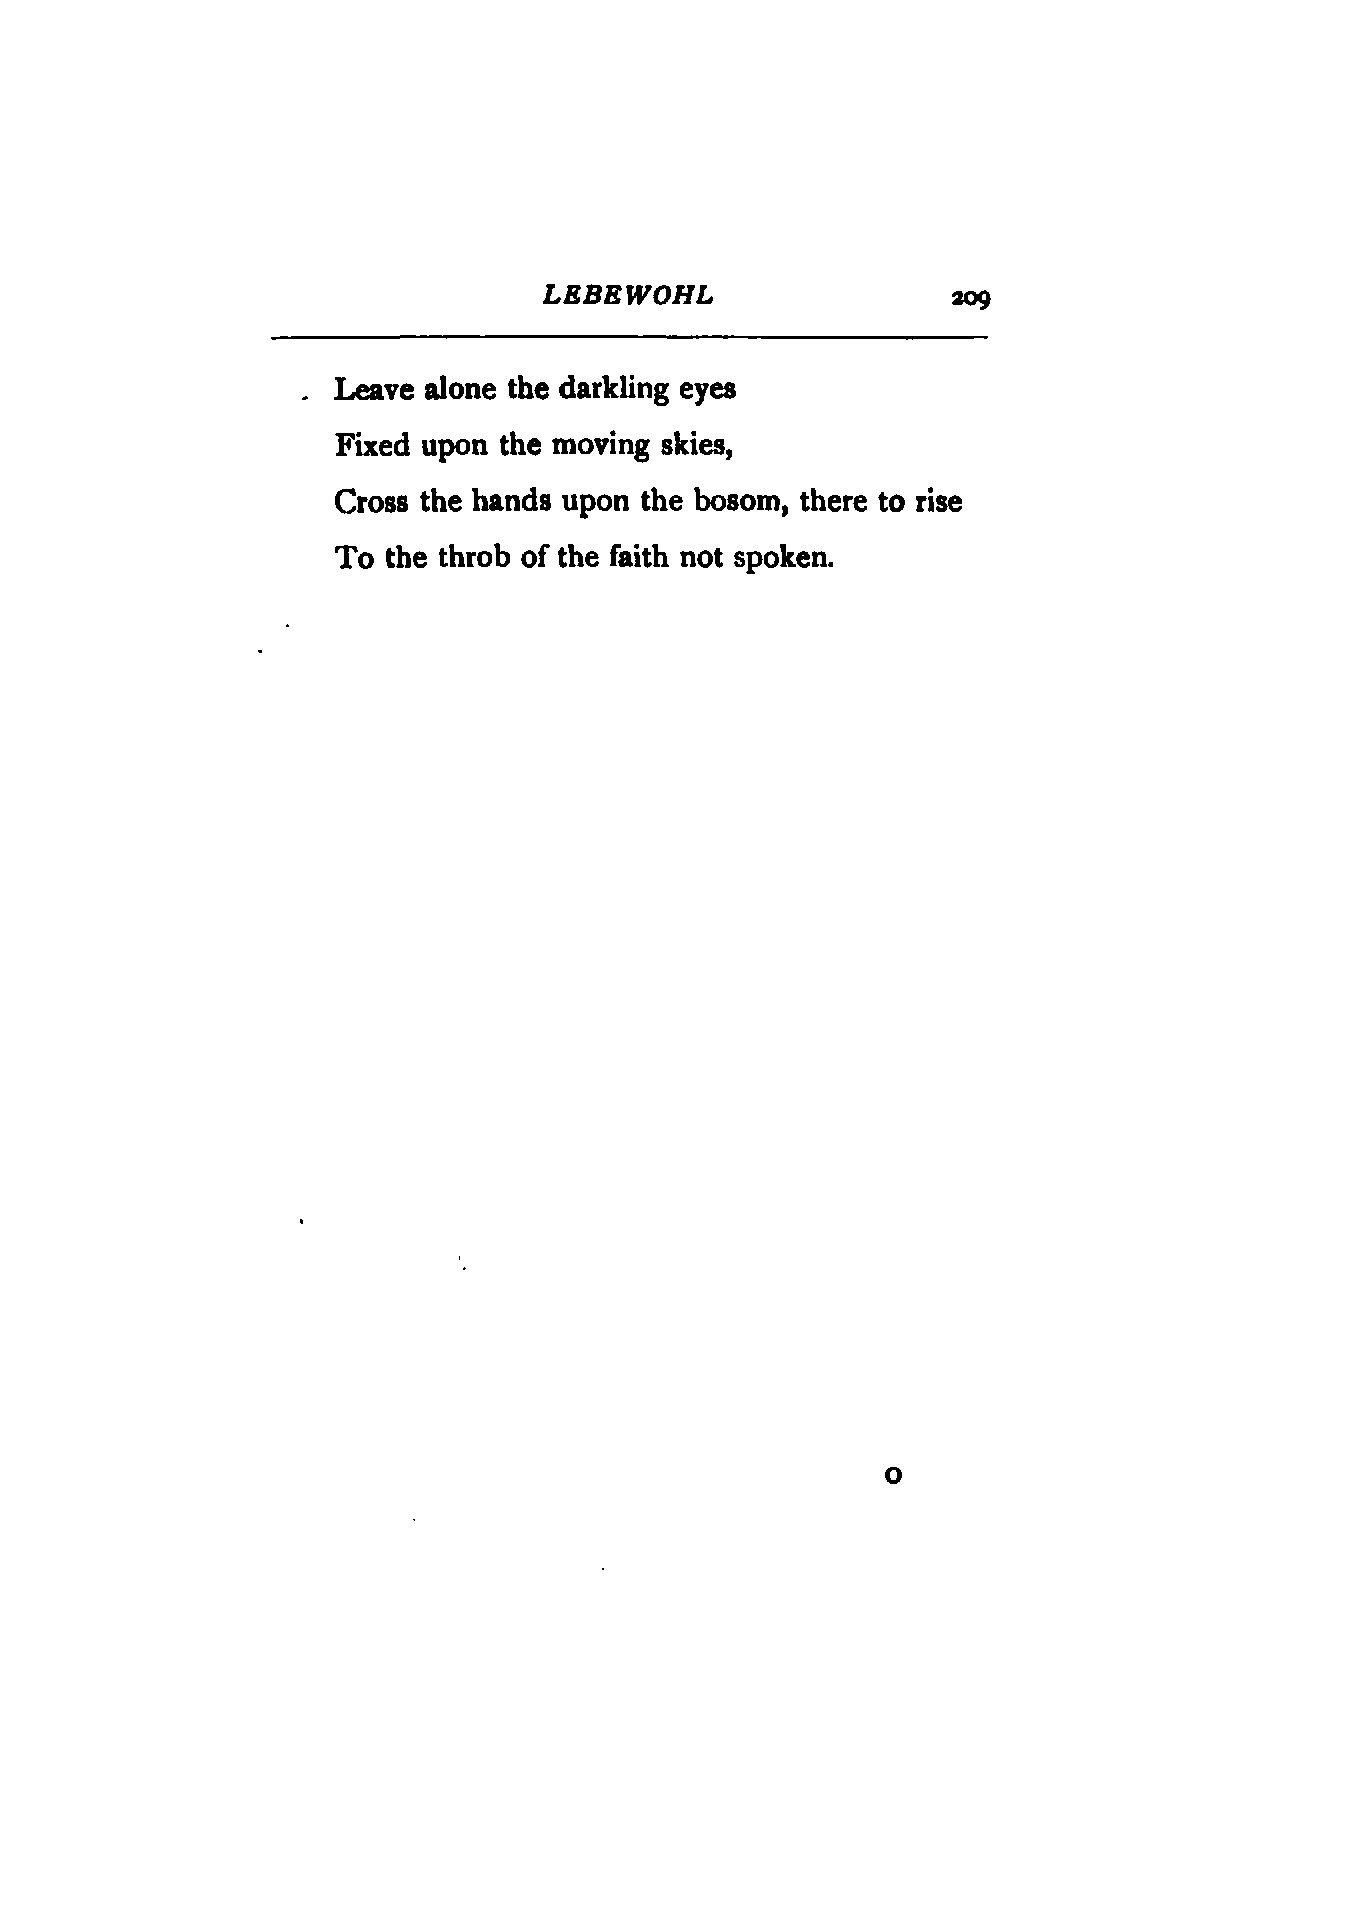 LEBEWOHL 209
Leave alone the darkling eyes
Fixed upon the moving skies,
Cross the hands upon the bosom, there to rise
To the throb of the faith not spoken.
O